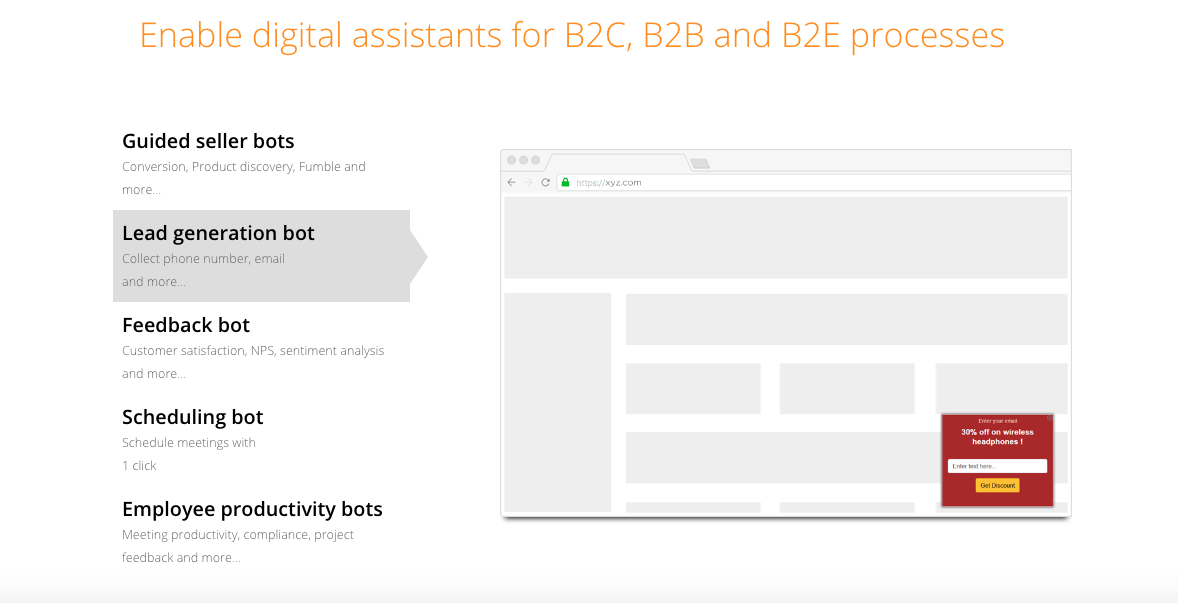 Enable digital assistants for B2C, B2B and B2E processes
Guided seller bots
Conversion, Product discovery, Fumble and
more...
Lead generation bot
Collect phone number, email
and more...
Feedback bot
Customer satisfaction, NPS, sentiment analysis
and more...
Scheduling bot
Schedule meetings with
1 click
Employee productivity bots
Meeting productivity, compliance, project
feedback and more...
https://xyz.com
Enter your email
30% off on wireless
headphones !
Enter text here...
Get Discount